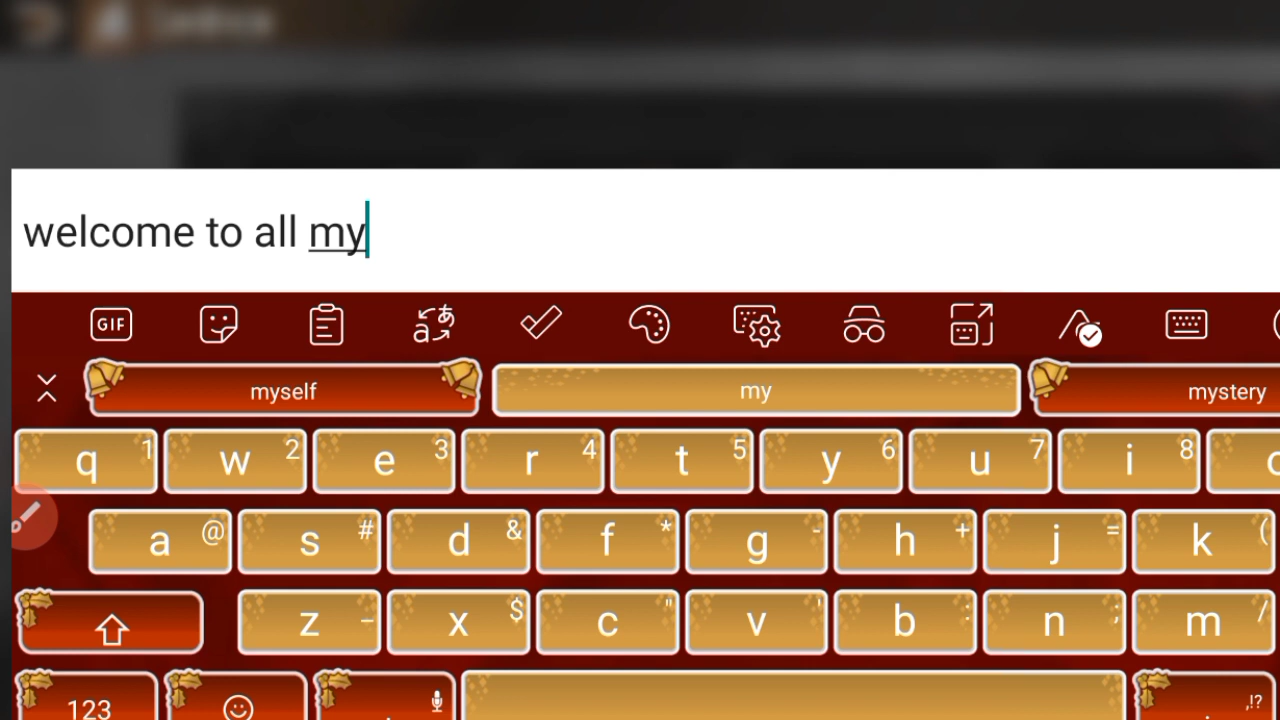 welcome to all my
GIF
myself my mystery
q 1 w 2 e 3 r 4 t 5 y 6 u 7 i 8
a @ s # d & f * g - h + j = k (
z _ x $ c " v ' b : n ; m /
123 , ,!? .